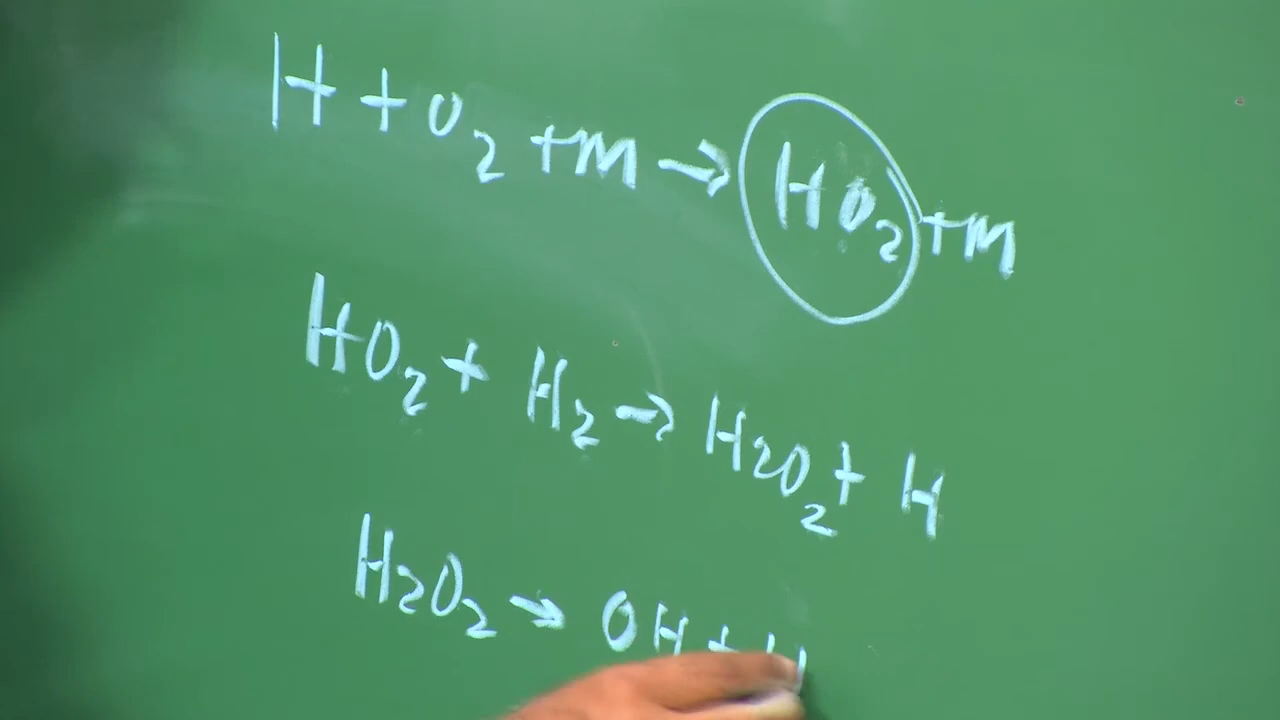 H + O₂ + M → HO₂ + M
HO₂ + H₂ → H₂O₂ + H
H₂O₂ → OH +